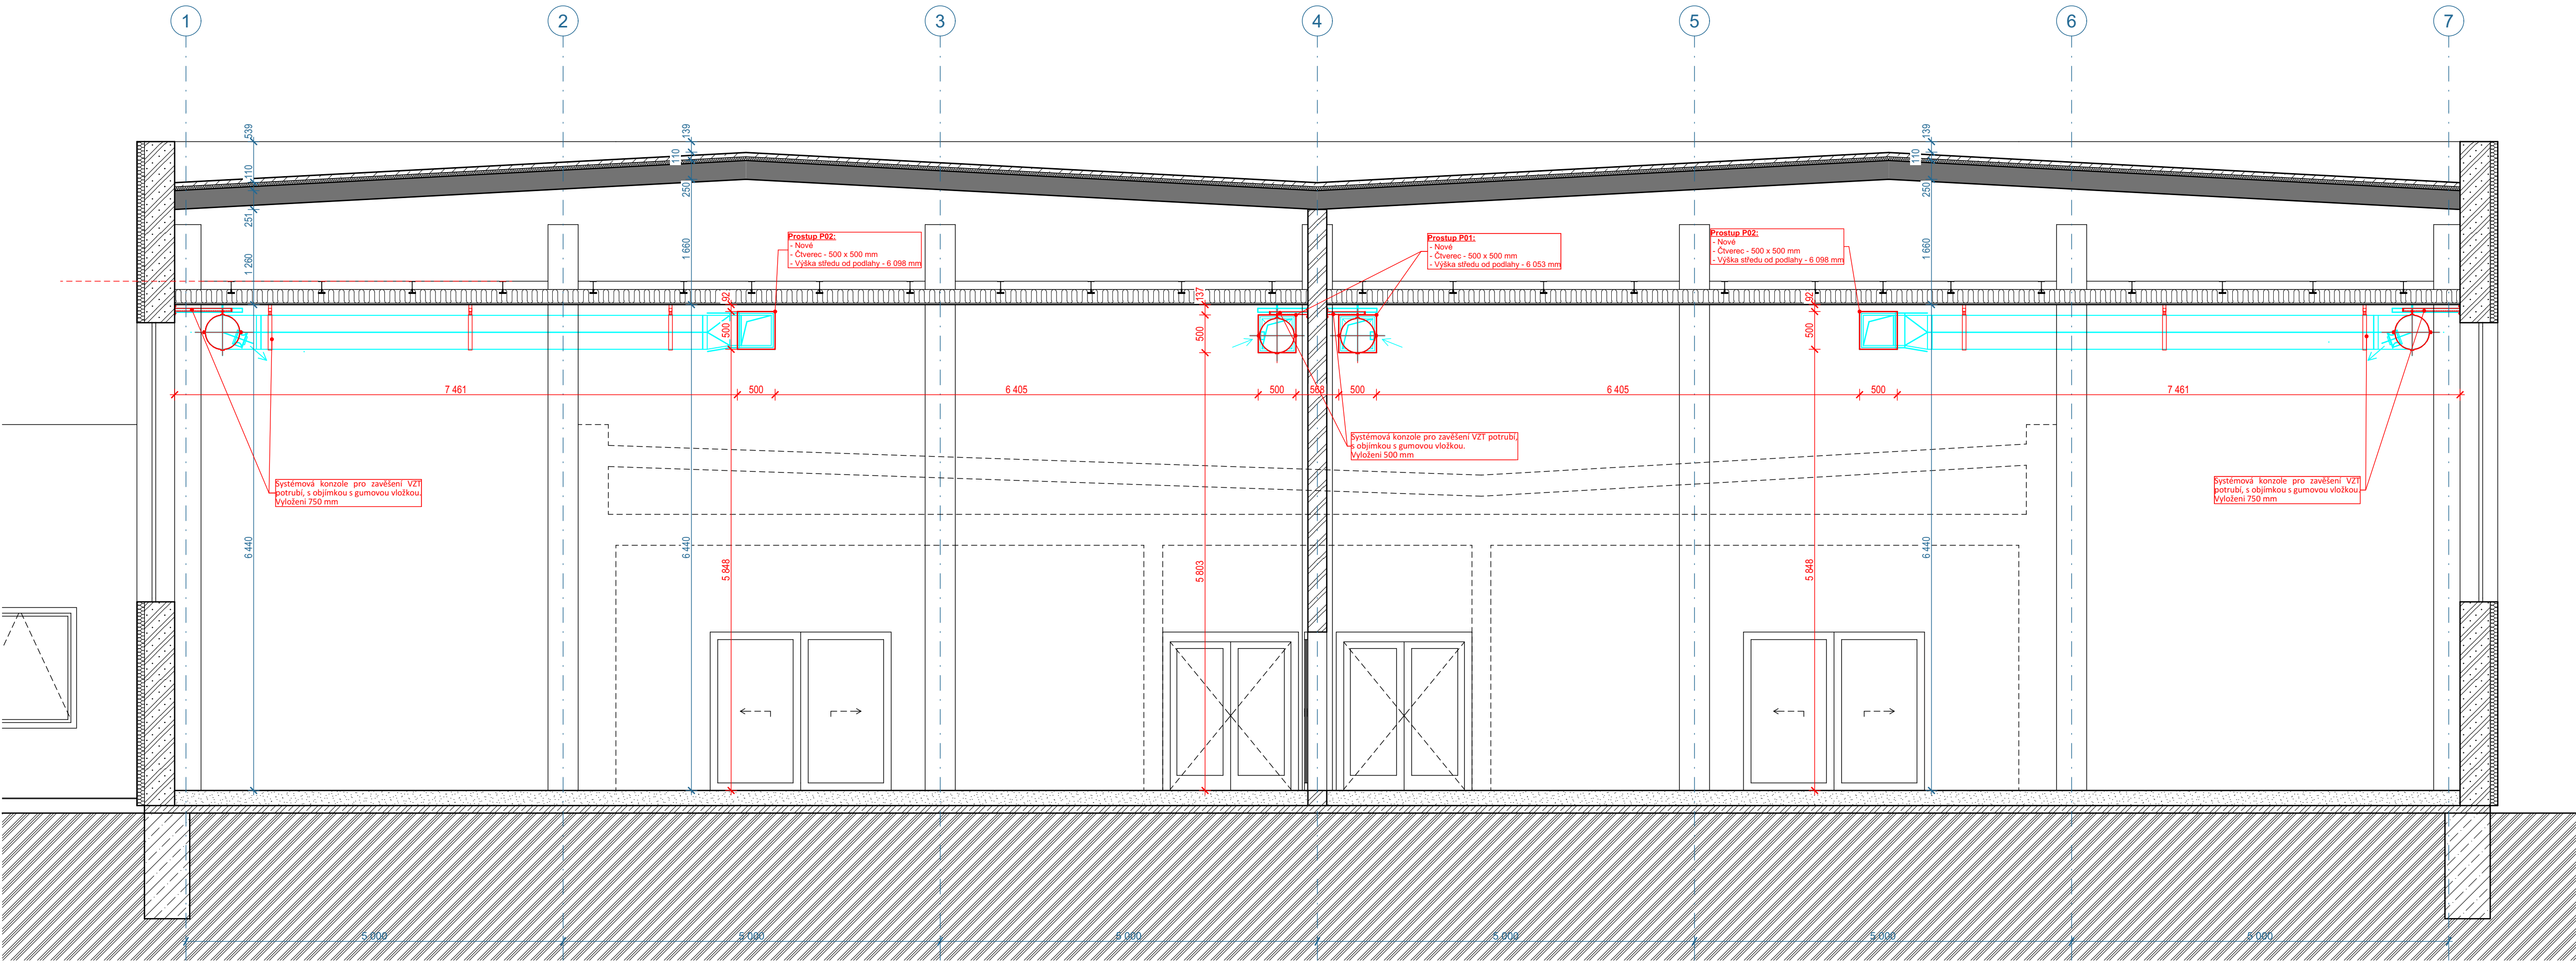 1
2
3
4
5
6
7
539
110
251
1 260
6 440
139
110
250
1 660
6 440
139
110
250
1 660
6 440
Prostup P02:
- Nové
- Čtverec - 500 x 500 mm
- Výška středu od podlahy - 6 098 mm
Prostup P01:
- Nové
- Čtverec - 500 x 500 mm
- Výška středu od podlahy - 6 053 mm
Prostup P02:
- Nové
- Čtverec - 500 x 500 mm
- Výška středu od podlahy - 6 098 mm
92
500
5 848
137
500
5 803
92
500
5 848
7 461
500
6 405
500
568
500
6 405
500
7 461
Systémová konzole pro zavěšení VZT potrubí,
s objímkou s gumovou vložkou.
Vyložení 500 mm
Systémová konzole pro zavěšení VZT
potrubí, s objímkou s gumovou vložkou.
Vyložení 750 mm
Systémová konzole pro zavěšení VZT
potrubí, s objímkou s gumovou vložkou.
Vyložení 750 mm
5 000
5 000
5 000
5 000
5 000
5 000